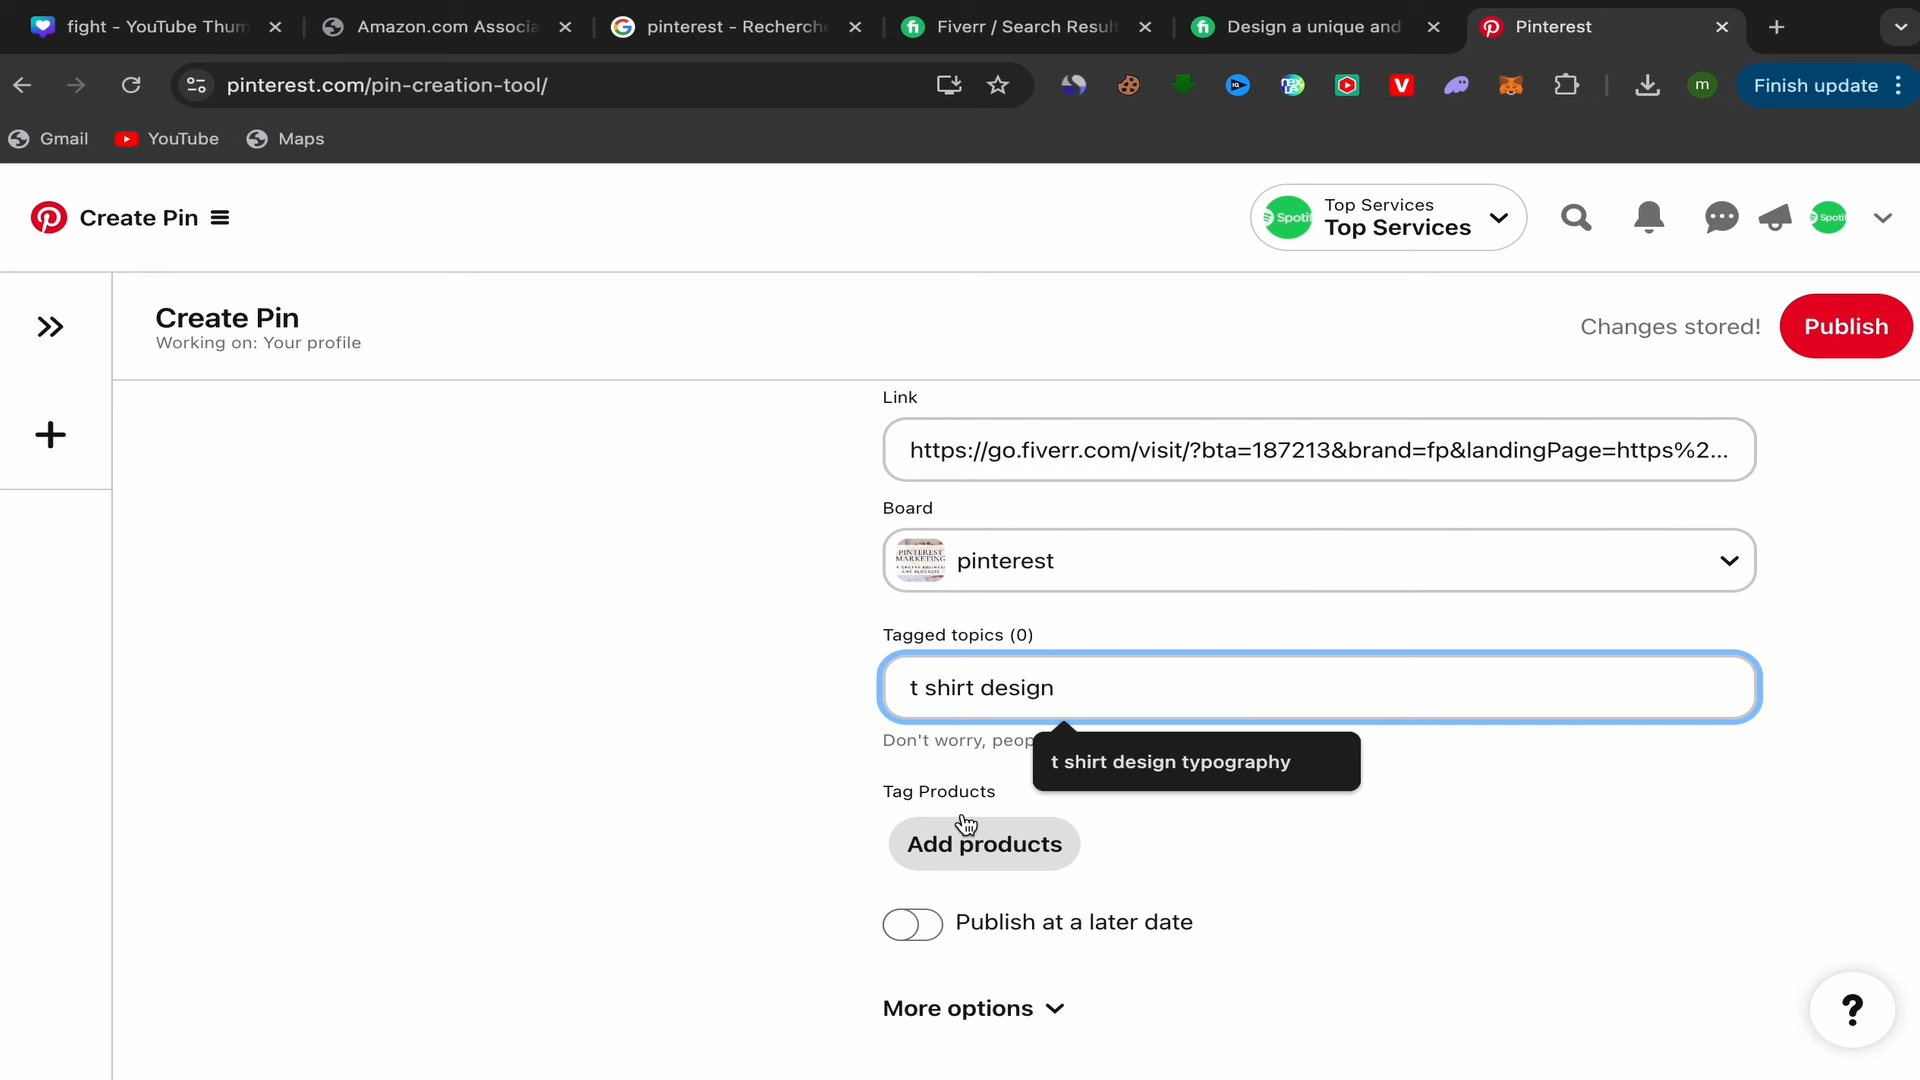 fight - YouTube Thum
Amazon.com Associa
pinterest - Recherche
Fiverr / Search Result
Design a unique and
Pinterest
pinterest.com/pin-creation-tool/
m
Finish update
Gmail
YouTube
Maps
Create Pin
Spotif
Top Services
Top Services
Spotif
Create Pin
Working on: Your profile
Changes stored!
Publish
Link
https://go.fiverr.com/visit/?bta=187213&brand=fp&landingPage=https%2...
Board
PINTEREST
MARKETING
pinterest
Tagged topics (0)
t shirt design
Don't worry, peop
t shirt design typography
Tag Products
Add products
Publish at a later date
More options
?